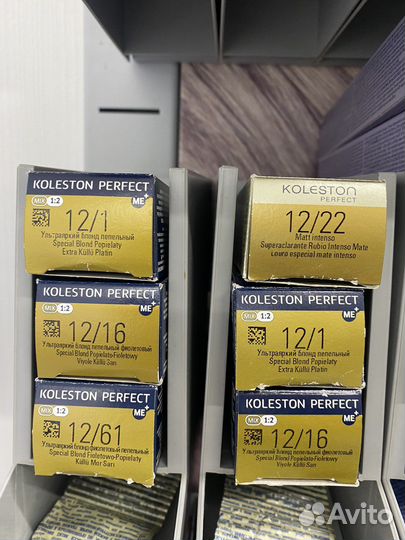 KOLESTON PERFECT
MIX 1:2
ME+
12/1
Ультраяркий блонд пепельный
Special Blond Popielaty
Extra Küllü Platin
KOLESTON PERFECT
MIX 1:2
ME+
12/16
Ультраяркий блонд пепельный фиолетовый
Special Blond Popielato-Fioletowy
Viyole Küllü Sarı
KOLESTON PERFECT
MIX 1:2
ME+
12/61
Ультраяркий блонд фиолетовый пепельный
Special Blond Fioletowo-Popielaty
Küllü Mor Sarı
KOLESTON
PERFECT
12/22
Matt intenso
Superaclarante Rubio Intenso Mate
Louro especial mate intenso
KOLESTON PERFECT
MIX 1:2
ME+
12/1
Ультраяркий блонд пепельный
Special Blond Popielaty
Extra Küllü Platin
KOLESTON PERFECT
MIX 1:2
ME+
12/16
Ультраяркий блонд пепельный фиолетовый
Special Blond Popielato-Fioletowy
Viyole Küllü Sarı
Avito